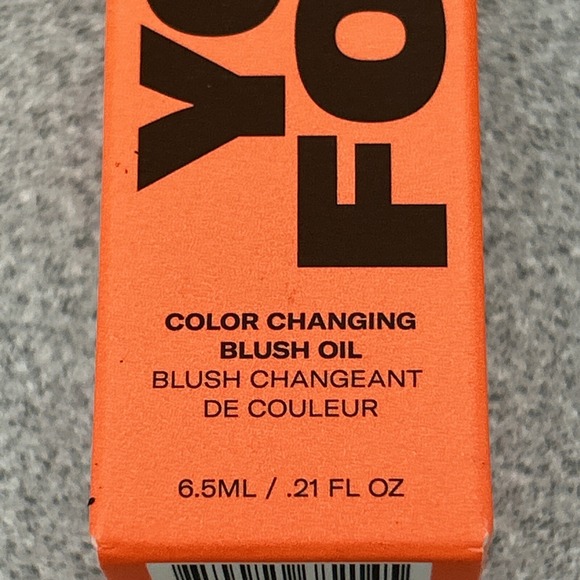 COLOR CHANGING
BLUSH OIL
BLUSH CHANGEANT
DE COULEUR
6.5ML / .21 FL OZ